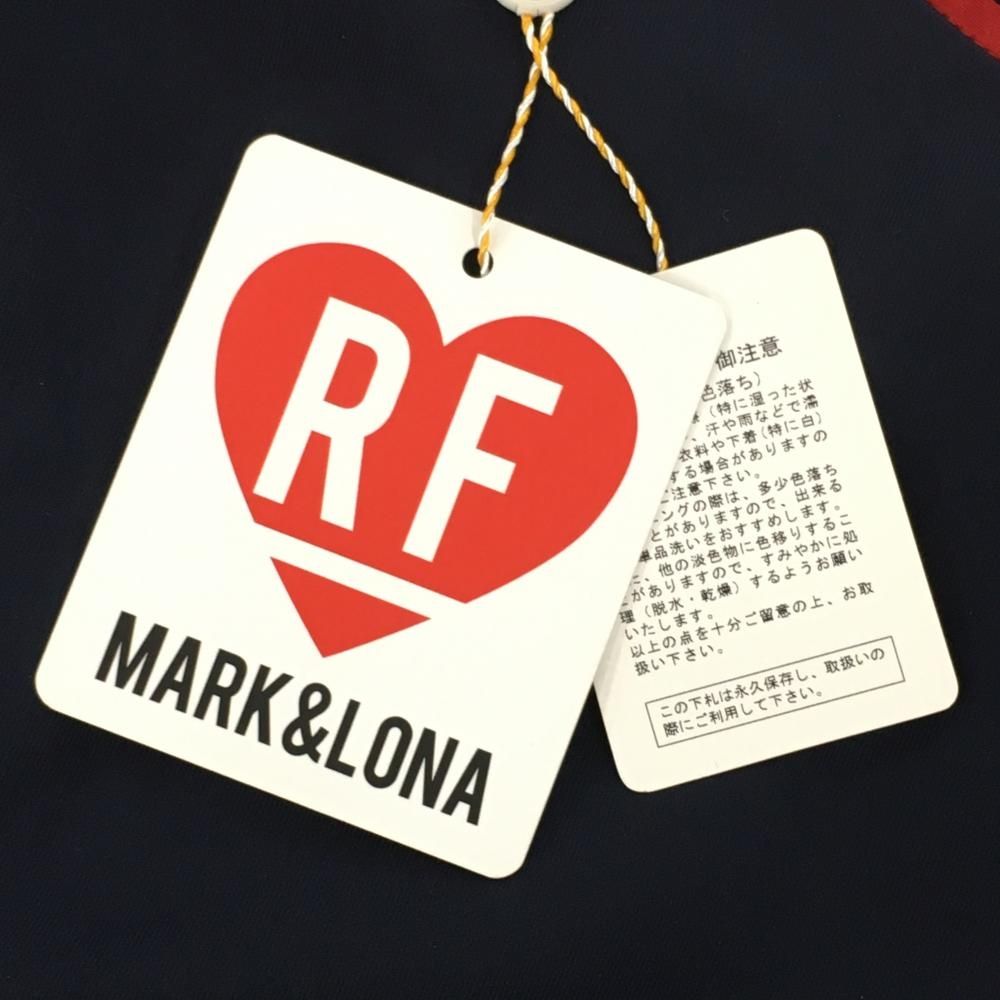 RF
MARK&LONA
御注意
色落ち）
（特に湿った状
、汗や雨などで濡
衣料や下着（特に白）
する場合がありますの
ご注意下さい。
ングの際は、多少色落ち
とがありますので、出来る
単品洗いをおすすめします。
、他の淡色物に色移りするこ
がありますので、すみやかに処
理（脱水・乾燥）するようお願い
いたします。
以上の点を十分ご留意の上、お取
扱い下さい。
この下札は永久保存し、取扱いの
際にご利用して下さい。